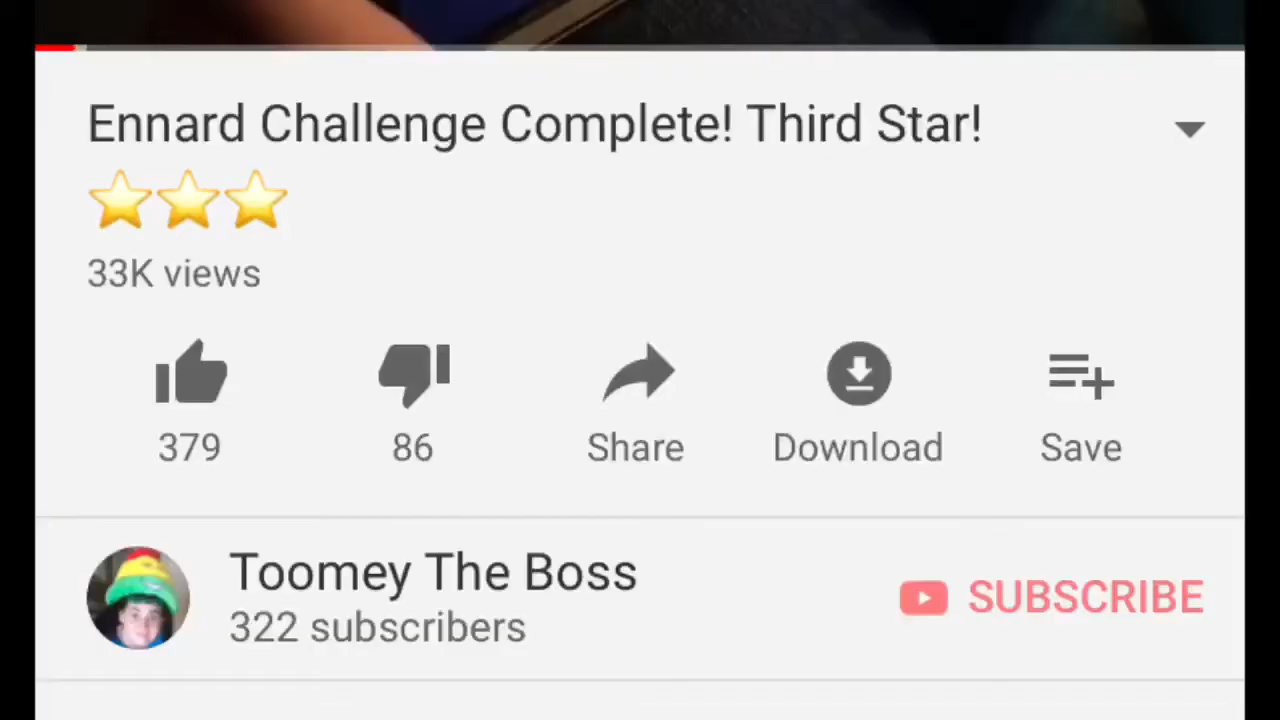 Ennard Challenge Complete! Third Star!
⭐⭐⭐
33K views
379 86 Share Download Save
Toomey The Boss
322 subscribers
SUBSCRIBE